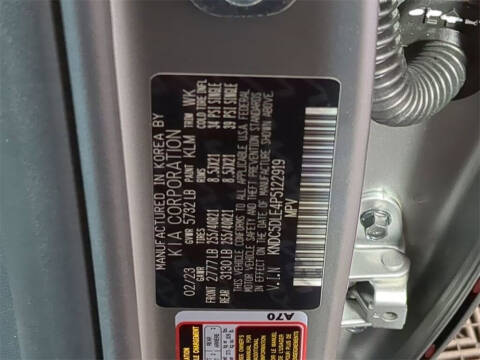 MANUFACTURED IN KOREA BY
KIA CORPORATION
02/23 GVWR 5732LB PAINT KLM TRIM WK
GAWR TIRES RIMS COLD TIRE INFL
FRONT 2777LB 255/40R21 8.5JX21 34 PSI SINGLE
REAR 3130LB 255/40R21 8.5JX21 39 PSI SINGLE
THIS VEHICLE CONFORMS TO ALL APPLICABLE U.S.A. FEDERAL
MOTOR VEHICLE SAFETY AND THEFT PREVENTION STANDARDS
IN EFFECT ON THE DATE OF MANUFACTURE SHOWN ABOVE.
V.I.N KNDC5DLE4P5122919
MPV
A70